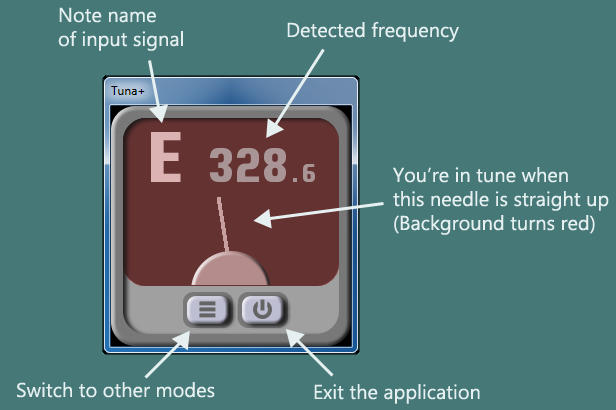 Note name
of input signal
Detected frequency
Tuna+
E 328.6
You're in tune when
this needle is straight up
(Background turns red)
Switch to other modes
Exit the application